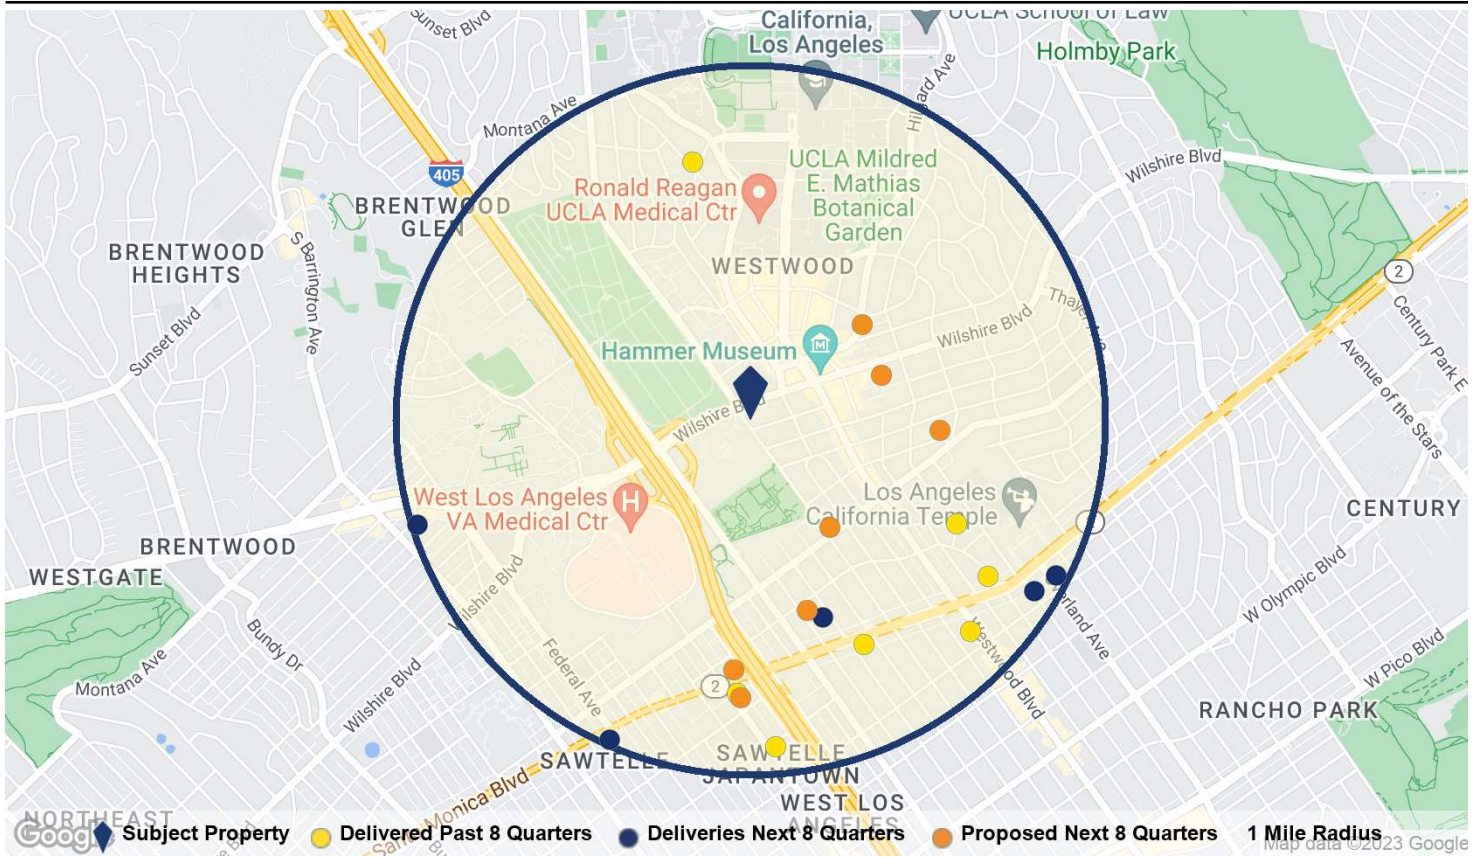 Sunset Blvd
California,
Los Angeles
UCLA School of Law
Holmby Park
Montana Ave
405
Hilgard Ave
UCLA Mildred
E. Mathias
Botanical
Garden
Wilshire Blvd
Ronald Reagan
UCLA Medical Ctr
BRENTWOOD
GLEN
BRENTWOOD
HEIGHTS
S Barrington Ave
WESTWOOD
2
Sunset Blvd
Thayer Ave
Century Park E
Wilshire Blvd
Hammer Museum
Avenue of the Stars
Wilshire Blvd
West Los Angeles
VA Medical Ctr
H
Los Angeles
California Temple
CENTURY
BRENTWOOD
WESTGATE
Wilshire Blvd
W Olympic Blvd
Bundy Dr
Federal Ave
Westwood Blvd
W Pico Blvd
Montana Ave
Wilshire Blvd
2
RANCHO PARK
SAWTELLE
SAWTELLE
JAPANTOWN
WEST LOS
ANGELES
Santa Monica Blvd
NORTHEAST
Google
Subject Property
Delivered Past 8 Quarters
Deliveries Next 8 Quarters
Proposed Next 8 Quarters
1 Mile Radius
Map data ©2023 Google